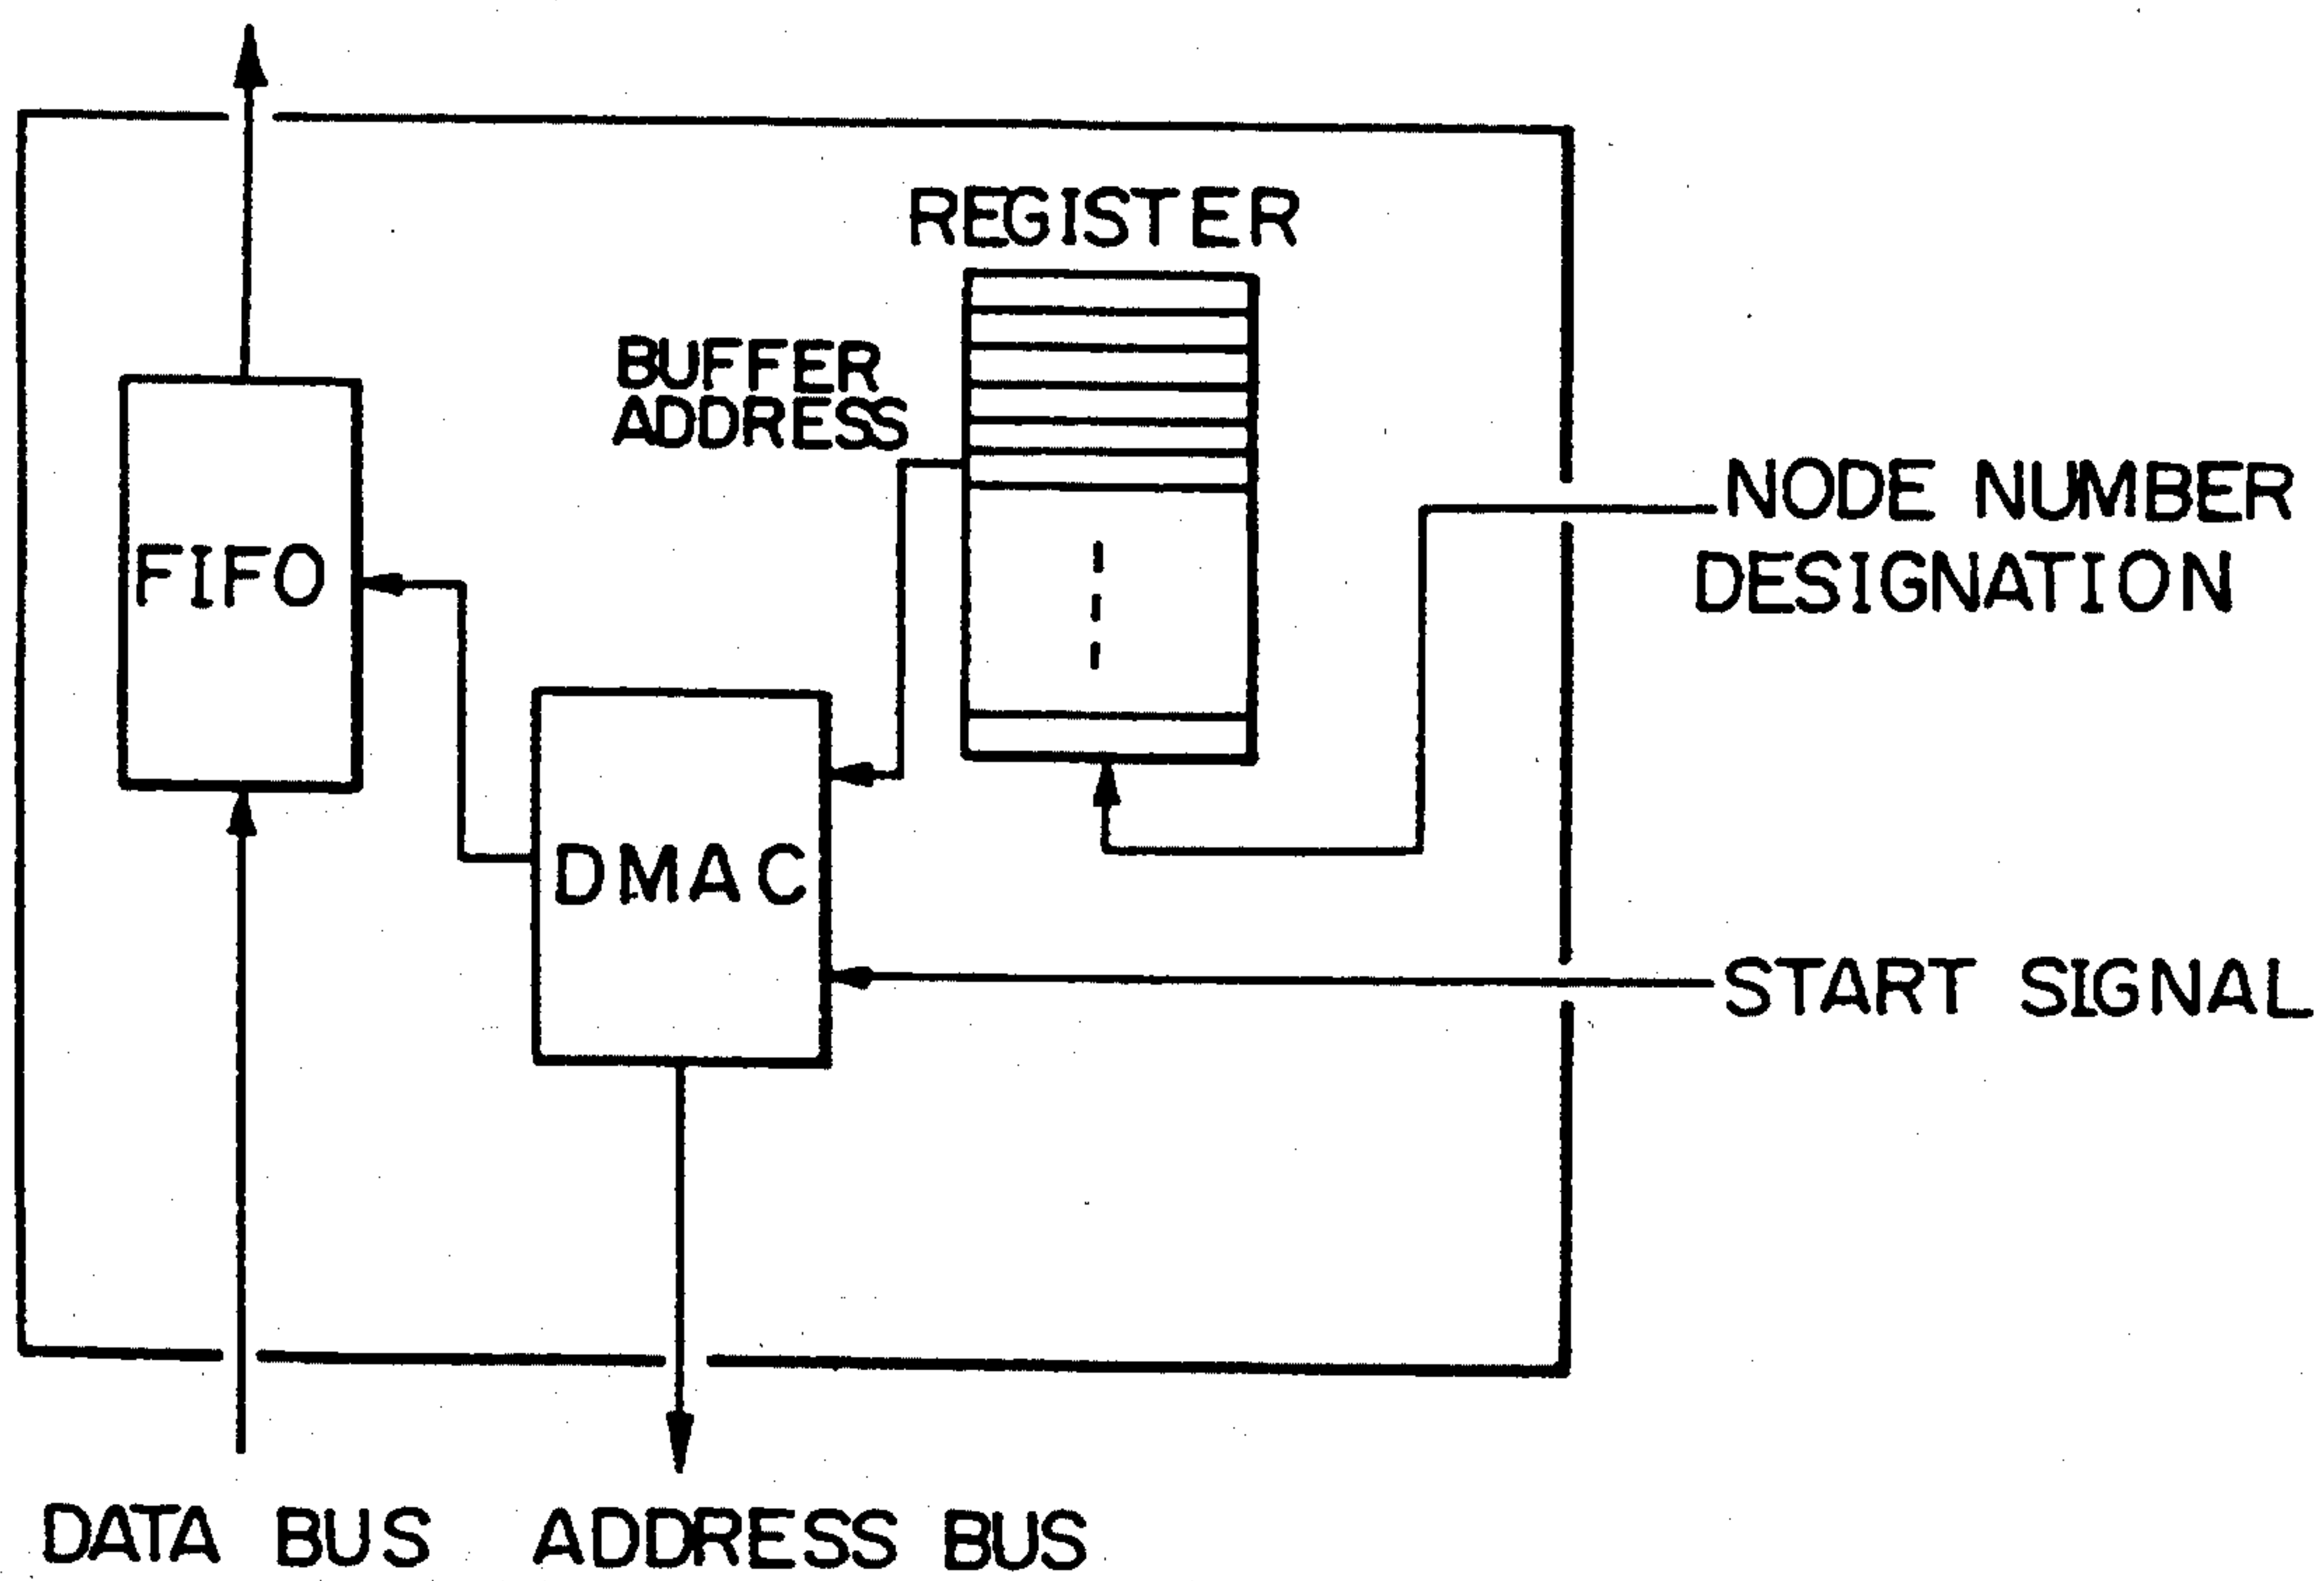 REGISTER
BUFFER
ADDRESS
NODE NUMBER
DESIGNATION
FIFO
DMAC
START SIGNAL
DATA BUS
ADDRESS BUS